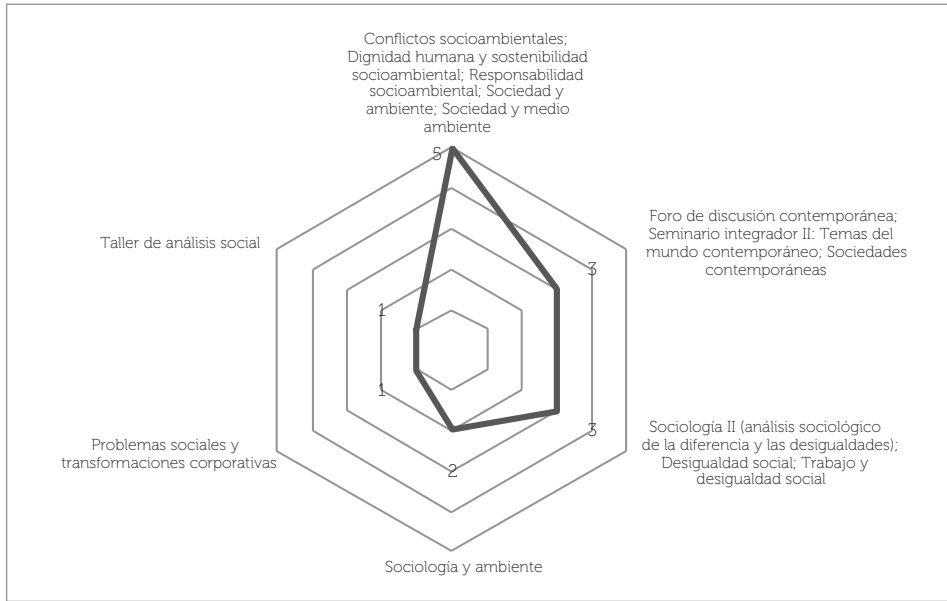 Conflictos socioambientales;
Dignidad humana y sostenibilidad
socioambiental; Responsabilidad
socioambiental; Sociedad y
ambiente; Sociedad y medio
ambiente
5
Foro de discusión contemporánea;
Seminario integrador II: Temas del
mundo contemporáneo; Sociedades
contemporáneas
3
Sociología II (análisis sociológico
de la diferencia y las desigualdades);
Desigualdad social; Trabajo y
desigualdad social
3
2
Sociología y ambiente
Problemas sociales y
transformaciones corporativas
1
Taller de análisis social
1